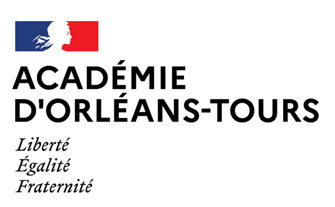 ACADÉMIE
D'ORLÉANS-TOURS
Liberté
Égalité
Fraternité